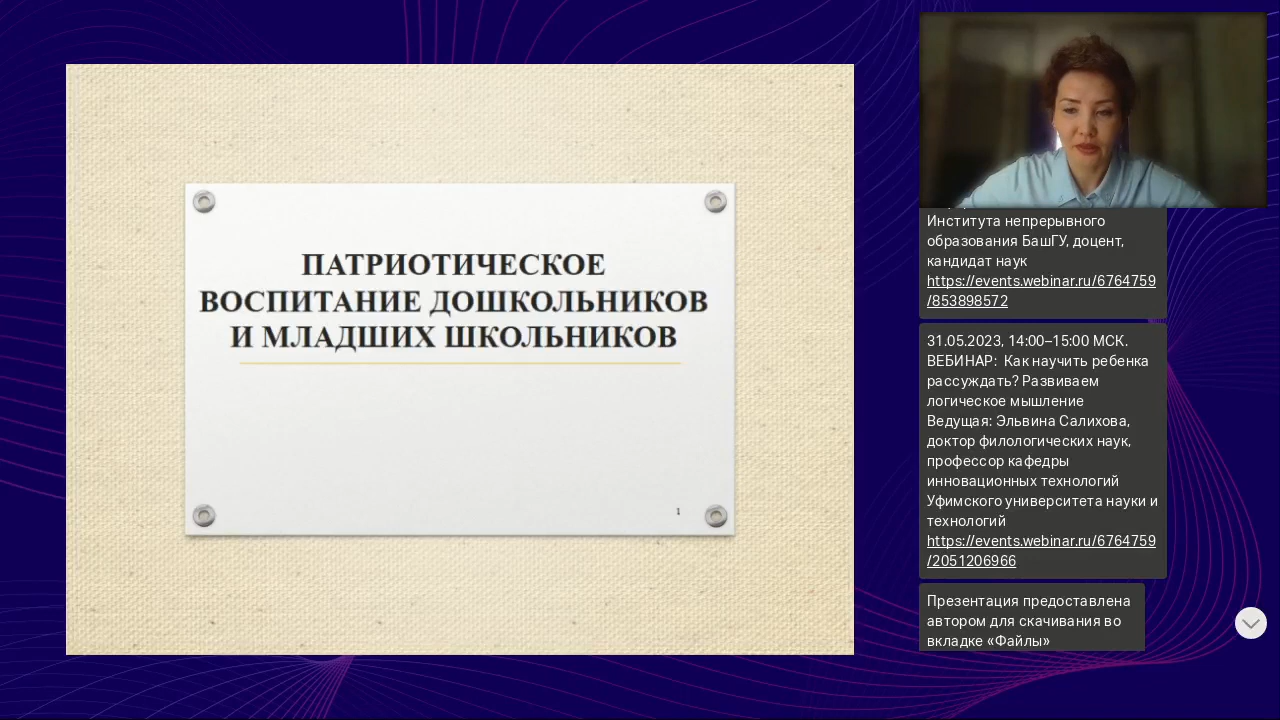 ПАТРИОТИЧЕСКОЕ
ВОСПИТАНИЕ ДОШКОЛЬНИКОВ
И МЛАДШИХ ШКОЛЬНИКОВ
1
Института непрерывного
образования БашГУ, доцент,
кандидат наук
https://events.webinar.ru/6764759
/853898572
31.05.2023, 14:00–15:00 МСК.
ВЕБИНАР:  Как научить ребенка
рассуждать? Развиваем
логическое мышление
Ведущая: Эльвина Салихова,
доктор филологических наук,
профессор кафедры
инновационных технологий
Уфимского университета науки и
технологий
https://events.webinar.ru/6764759
/2051206966
Презентация предоставлена
автором для скачивания во
вкладке «Файлы»